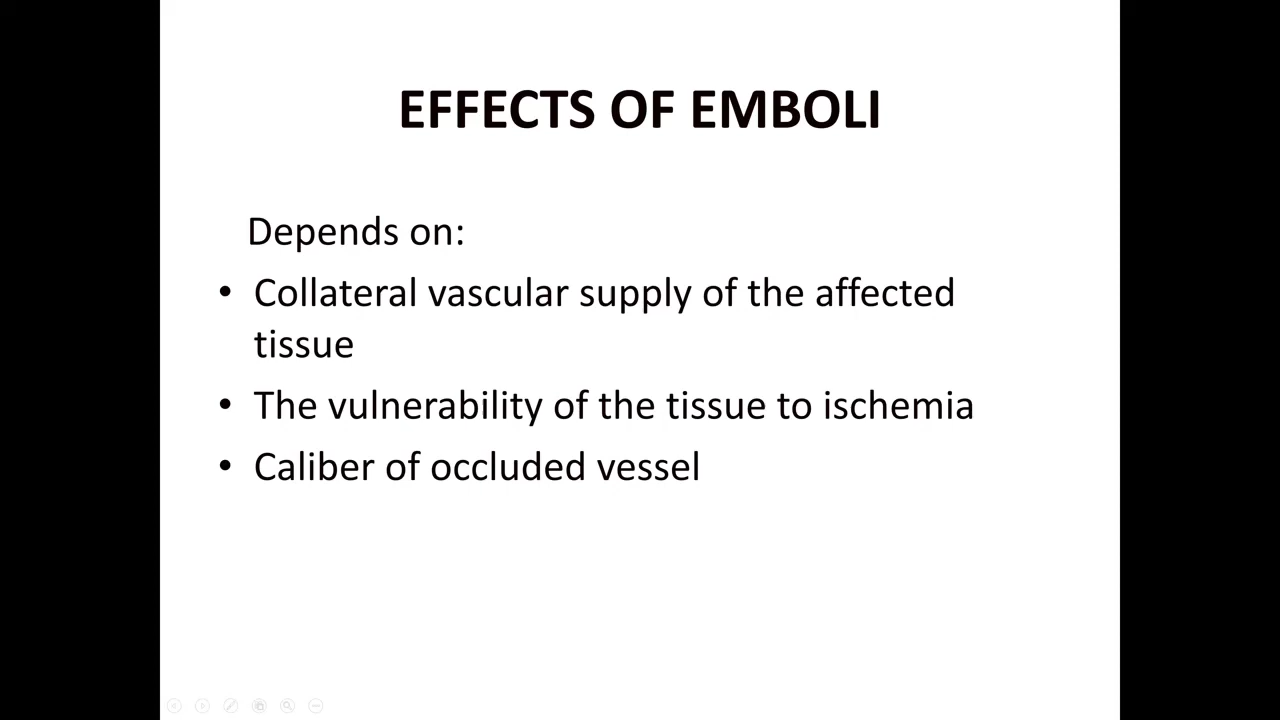 EFFECTS OF EMBOLI
Depends on:
• Collateral vascular supply of the affected
tissue
• The vulnerability of the tissue to ischemia
• Caliber of occluded vessel